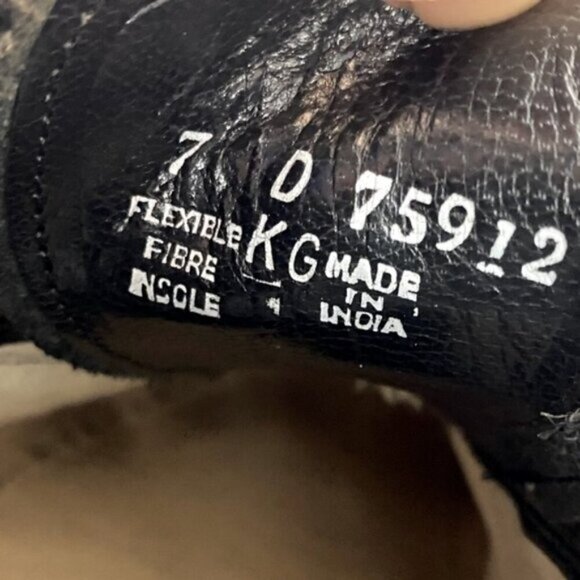 7 D 75912
FLEXIBLE
FIBRE
INSOLE
KG
MADE
IN
INDIA